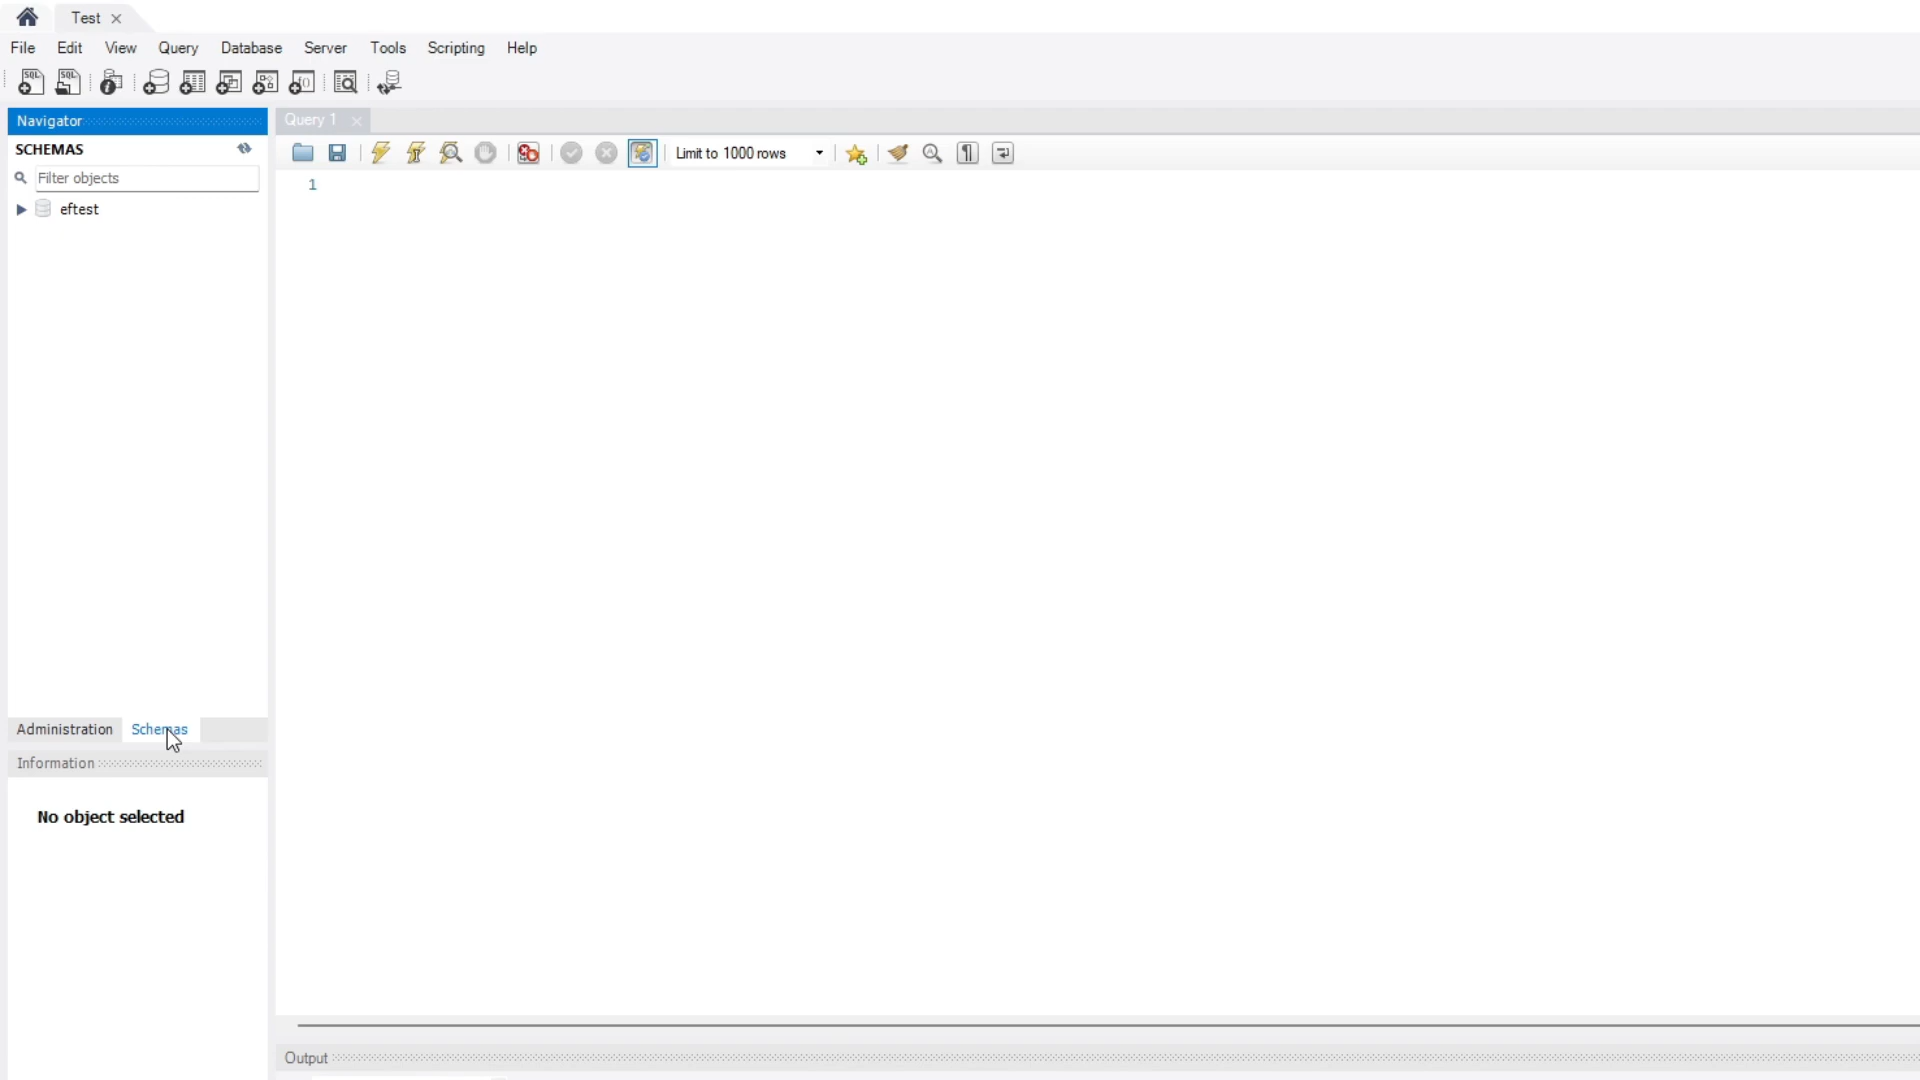 Test
File Edit View Query Database Server Tools Scripting Help
Navigator
SCHEMAS
Filter objects
eftest
Query 1
Limit to 1000 rows
1
Administration Schemas
Information
No object selected
Output